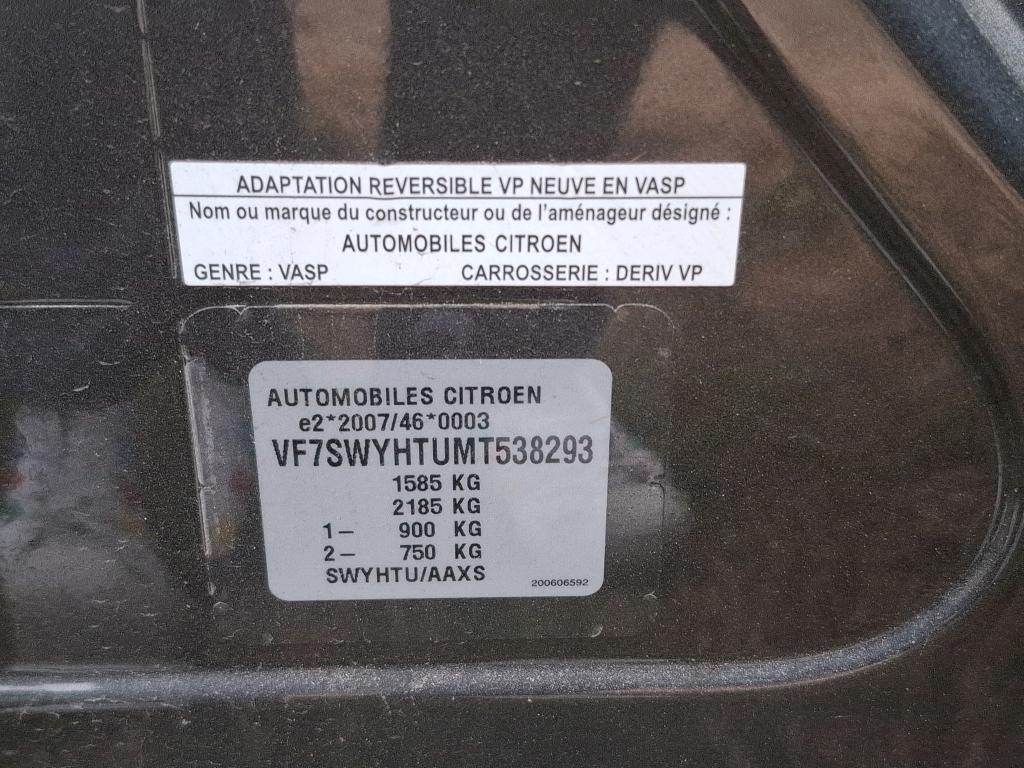 ADAPTATION REVERSIBLE VP NEUVE EN VASP
Nom ou marque du constructeur ou de l'aménageur désigné :
AUTOMOBILES CITROEN
GENRE : VASP CARROSSERIE : DERIV VP
AUTOMOBILES CITROEN
e2*2007/46*0003
VF7SWYHTUMT538293
1585 KG
2185 KG
1– 900 KG
2– 750 KG
SWYHTU/AAXS 200606592